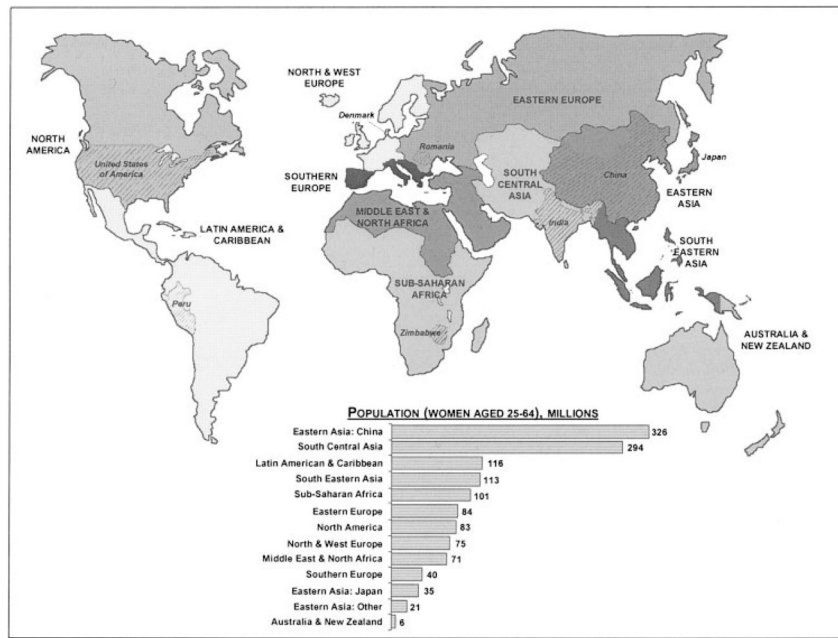 NORTH & WEST
EUROPE
EASTERN EUROPE
Denmark
NORTH
AMERICA
United States
of America
Romania
Japan
SOUTHERN
EUROPE
SOUTH
CENTRAL
ASIA
China
EASTERN
ASIA
MIDDLE EAST &
NORTH AFRICA
India
LATIN AMERICA &
CARIBBEAN
SOUTH
EASTERN
ASIA
SUB-SAHARAN
AFRICA
Peru
Zimbabwe
AUSTRALIA &
NEW ZEALAND
POPULATION (WOMEN AGED 25-64), MILLIONS
Eastern Asia: China 326
South Central Asia 294
Latin American & Caribbean 116
South Eastern Asia 113
Sub-Saharan Africa 101
Eastern Europe 84
North America 83
North & West Europe 75
Middle East & North Africa 71
Southern Europe 40
Eastern Asia: Japan 35
Eastern Asia: Other 21
Australia & New Zealand 6